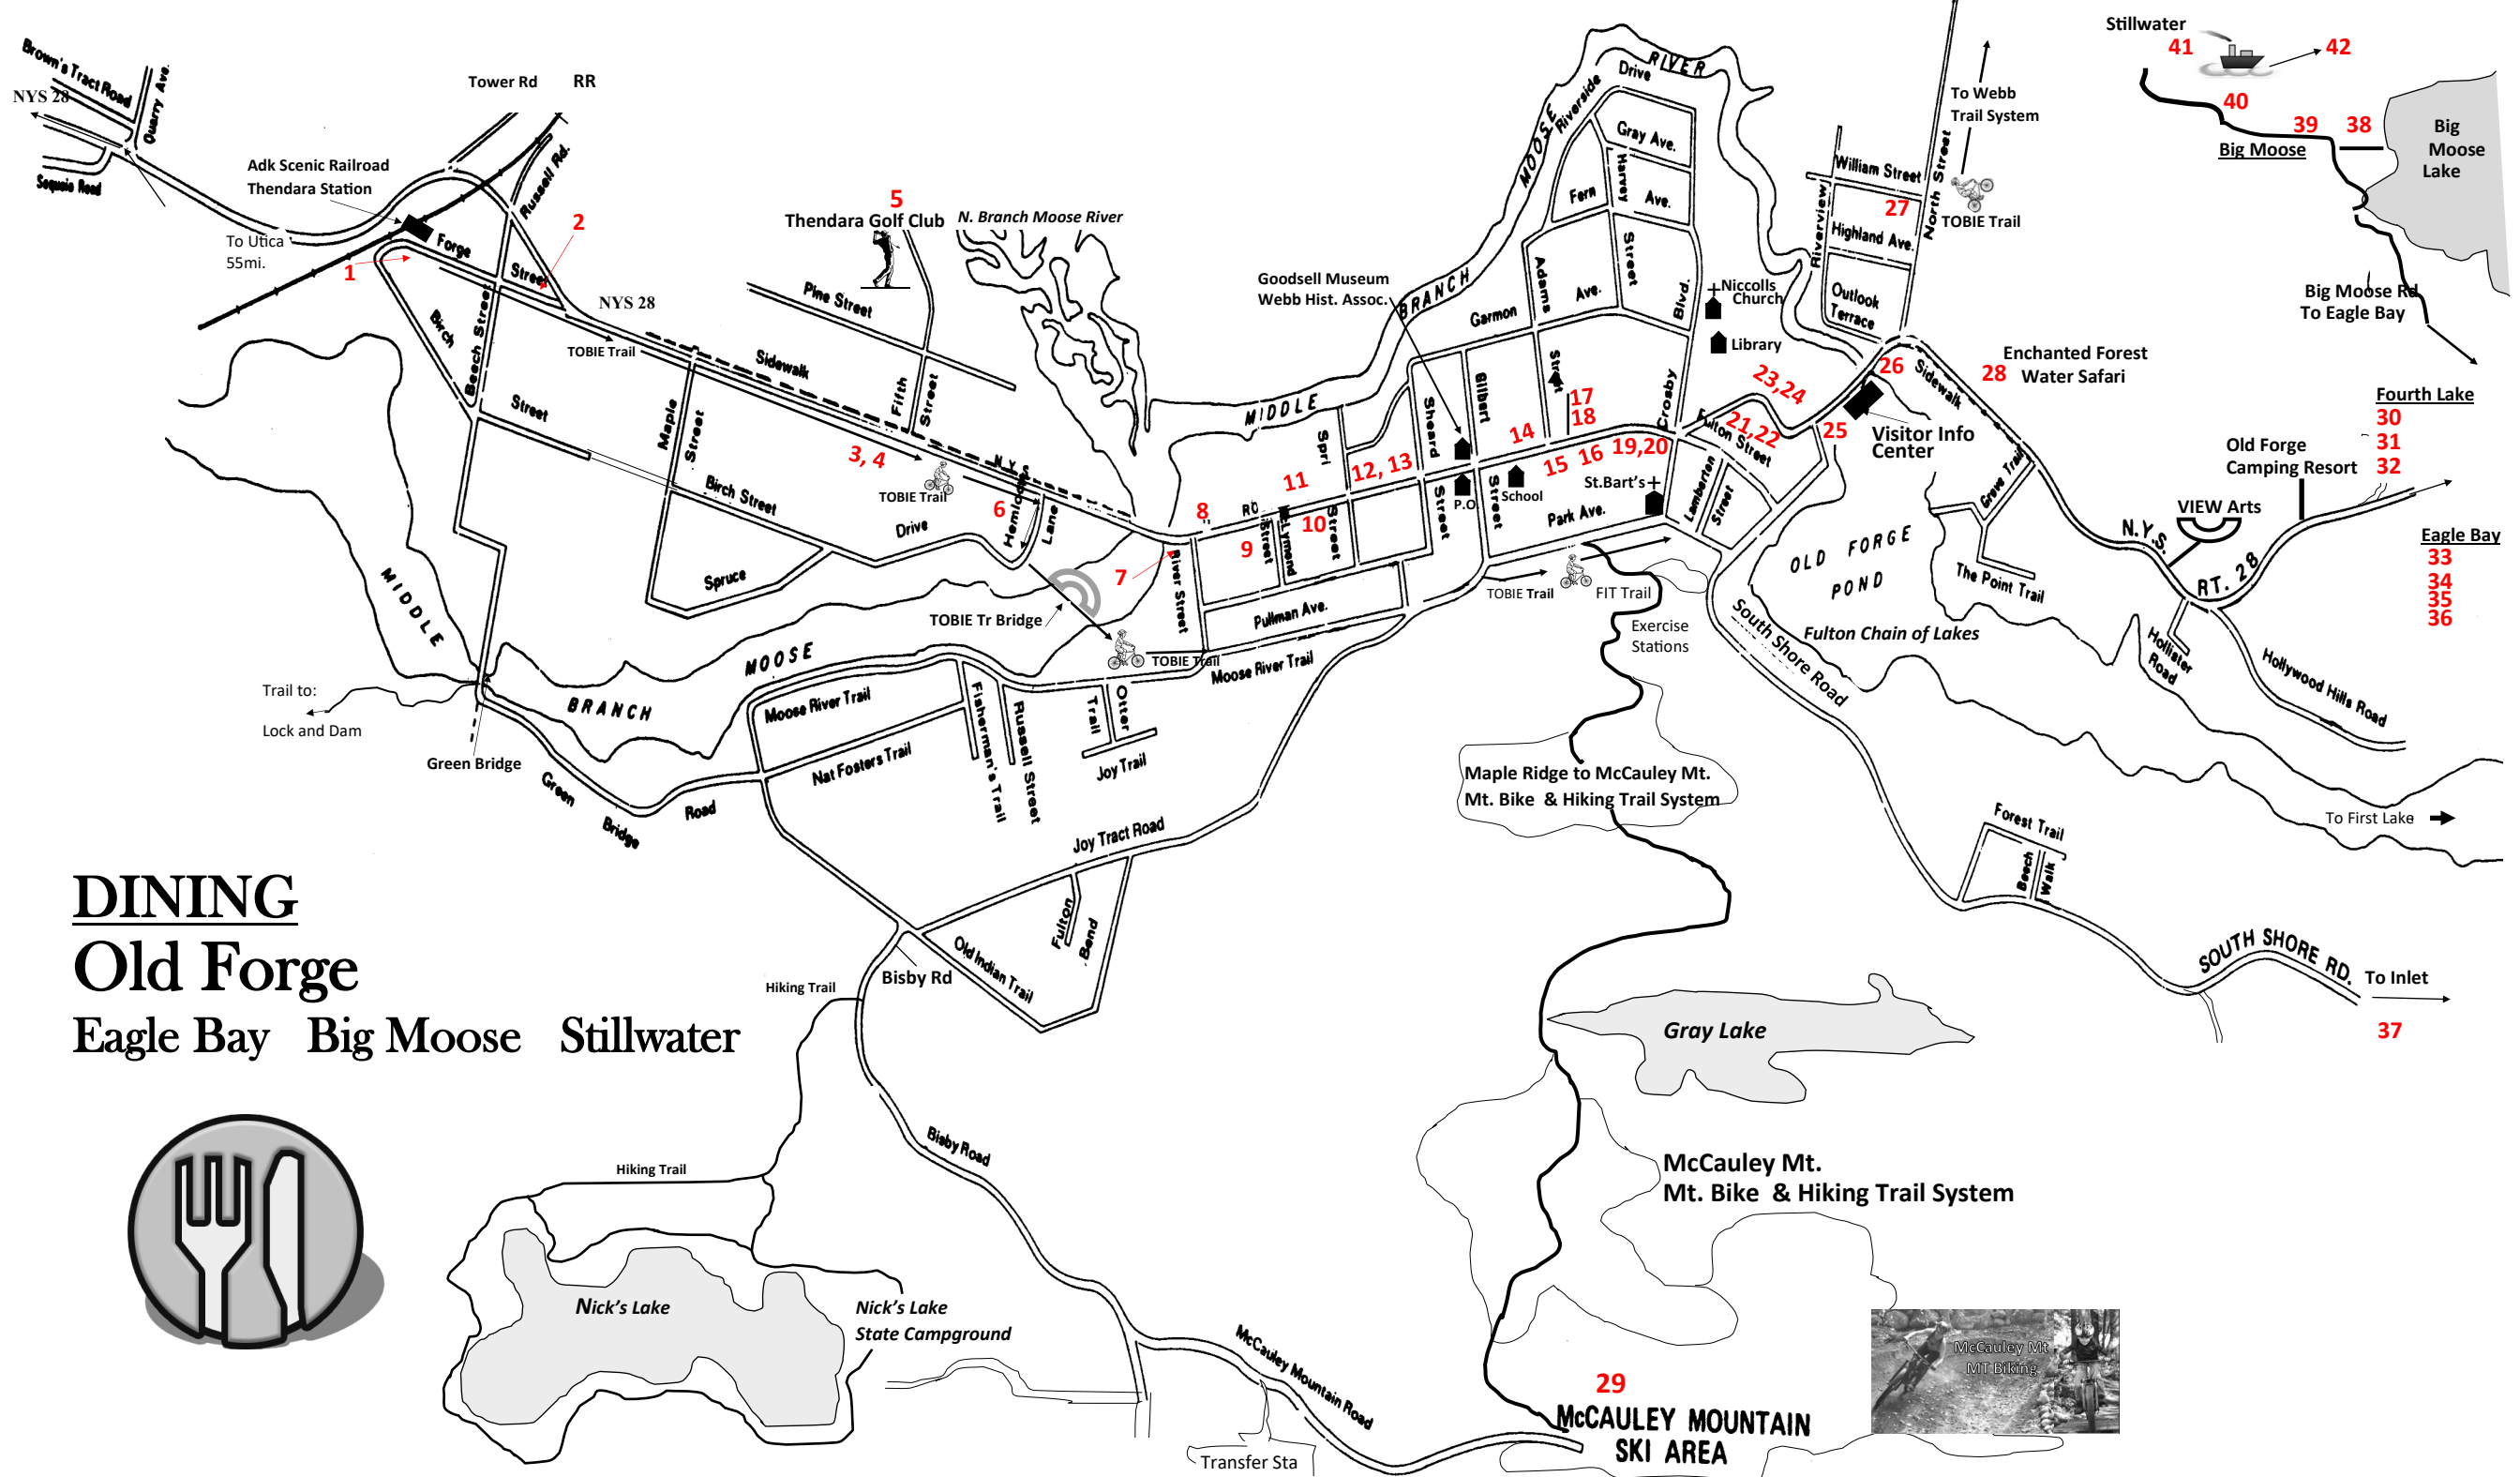 Brown's Tract Road
NYS 28
Quarry Ave.
Sequoia Road
Tower Rd
RR
Adk Scenic Railroad
Thendara Station
Russell Rd.
To Utica
55mi.
1
2
Forge
Street
NYS 28
TOBIE Trail
Birch
Street
Beech Street
Maple
Street
Sidewalk
5
Thendara Golf Club
N. Branch Moose River
Pine Street
Fifth
Street
3, 4
TOBIE Trail
N.Y.S.
6
Hemlock
Lane
Birch Street
Drive
Spruce
MIDDLE
BRANCH
MOOSE
TOBIE Tr Bridge
7
8
9
10
11
12, 13
RD
River Street
Street
Lymond
Street
Spri
Pullman Ave.
TOBIE Trail
Moose River Trail
Moose River Trail
Nat Fosters Trail
Fisherman's Trail
Russell Street
Otter
Trail
Joy Trail
Trail to:
Lock and Dam
Green Bridge
Green
Bridge
Road
Joy Tract Road
Fulton
Bend
Old Indian Trail
Bisby Rd
Hiking Trail
Hiking Trail
Bisby Road
MIDDLE
BRANCH
MOOSE
RIVER
Riverside
Drive
Gray Ave.
Harvey
Street
Fern
Ave.
Adams
Street
Garmon
Ave.
Crosby
Blvd.
Goodsell Museum
Webb Hist. Assoc.
Sheard
Street
Gilbert
Street
P.O
School
14
15
16
17
18
19,20
21,22
23,24
25
26
27
28
Niccolls
Church
Library
St.Bart's
Park Ave.
Fulton Street
Lamberton
Street
TOBIE Trail
FIT Trail
Exercise
Stations
William Street
Riverview
Highland Ave.
Outlook
Terrace
North Street
To Webb
Trail System
TOBIE Trail
Sidewalk
Enchanted Forest
Water Safari
Visitor Info
Center
Grove Trail
The Point Trail
OLD FORGE
POND
Fulton Chain of Lakes
South Shore Road
Stillwater
41
42
40
39
38
Big Moose
Big
Moose
Lake
Big Moose Rd
To Eagle Bay
Fourth Lake
30
31
32
Old Forge
Camping Resort
VIEW Arts
N.Y.S.
RT. 28
Eagle Bay
33
34
35
36
Hollister
Road
Hollywood Hills Road
To First Lake
Forest Trail
Beech
Walk
SOUTH SHORE RD.
To Inlet
37
Maple Ridge to McCauley Mt.
Mt. Bike & Hiking Trail System
Gray Lake
McCauley Mt.
Mt. Bike & Hiking Trail System
DINING
Old Forge
Eagle Bay Big Moose Stillwater
Nick's Lake
Nick's Lake
State Campground
McCauley Mountain Road
Transfer Sta
29
McCAULEY MOUNTAIN
SKI AREA
McCauley Mt
MT Biking